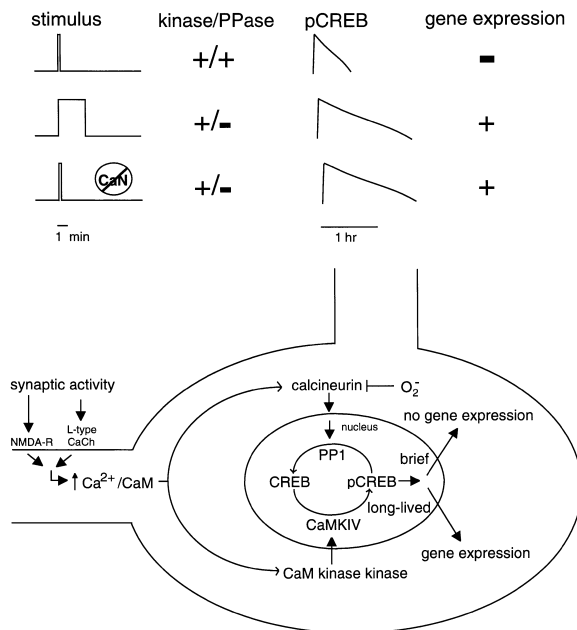 stimulus kinase/PPase pCREB gene expression
+/+ -
+/- +
CaN +/- +
1 min 1 hr
synaptic activity
calcineurin O₂⁻
L-type
NMDA-R CaCh
nucleus
no gene expression
PP1
brief
Ca²⁺/CaM
CREB pCREB
long-lived
CaMKIV
gene expression
CaM kinase kinase